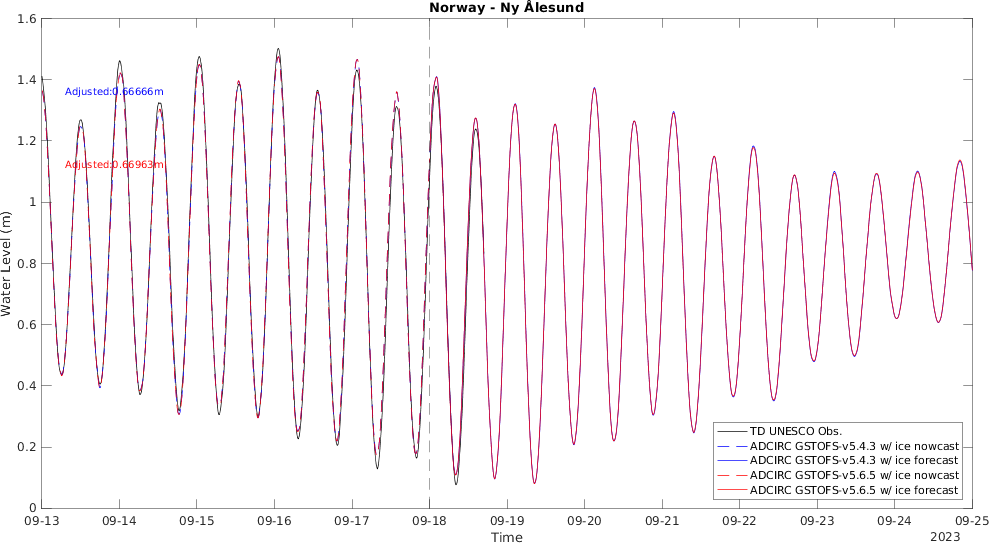 Norway - Ny Ålesund
1.6
1.4
1.2
1
0.8
0.6
0.4
0.2
0
Water Level (m)
Adjusted:0.66666m
Adjusted:0.66963m
TD UNESCO Obs.
ADCIRC GSTOFS-v5.4.3 w/ ice nowcast
ADCIRC GSTOFS-v5.4.3 w/ ice forecast
ADCIRC GSTOFS-v5.6.5 w/ ice nowcast
ADCIRC GSTOFS-v5.6.5 w/ ice forecast
09-13 09-14 09-15 09-16 09-17 09-18 09-19 09-20 09-21 09-22 09-23 09-24 09-25
Time
2023